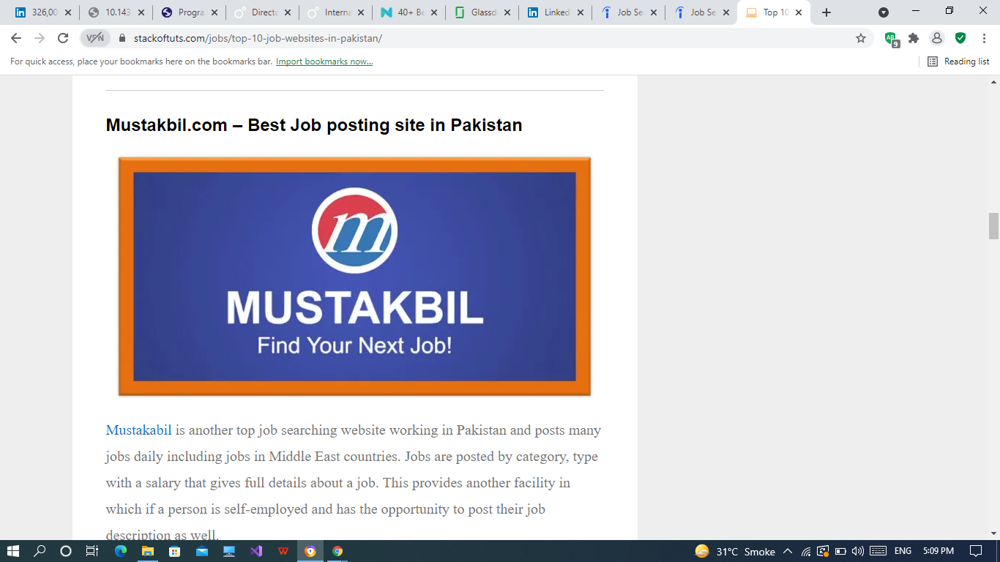 326,00
10.143
Progra
Directo
Interna
40+ Be
Glassd
Linked
Job Se
Job Se
Top 10
VPN
stackoftuts.com/jobs/top-10-job-websites-in-pakistan/
9
For quick access, place your bookmarks here on the bookmarks bar. Import bookmarks now...
Reading list
Mustakbil.com – Best Job posting site in Pakistan
m
MUSTAKBIL
Find Your Next Job!
Mustakabil is another top job searching website working in Pakistan and posts many
jobs daily including jobs in Middle East countries. Jobs are posted by category, type
with a salary that gives full details about a job. This provides another facility in
which if a person is self-employed and has the opportunity to post their job
description as well.
31°C Smoke
ENG
5:09 PM